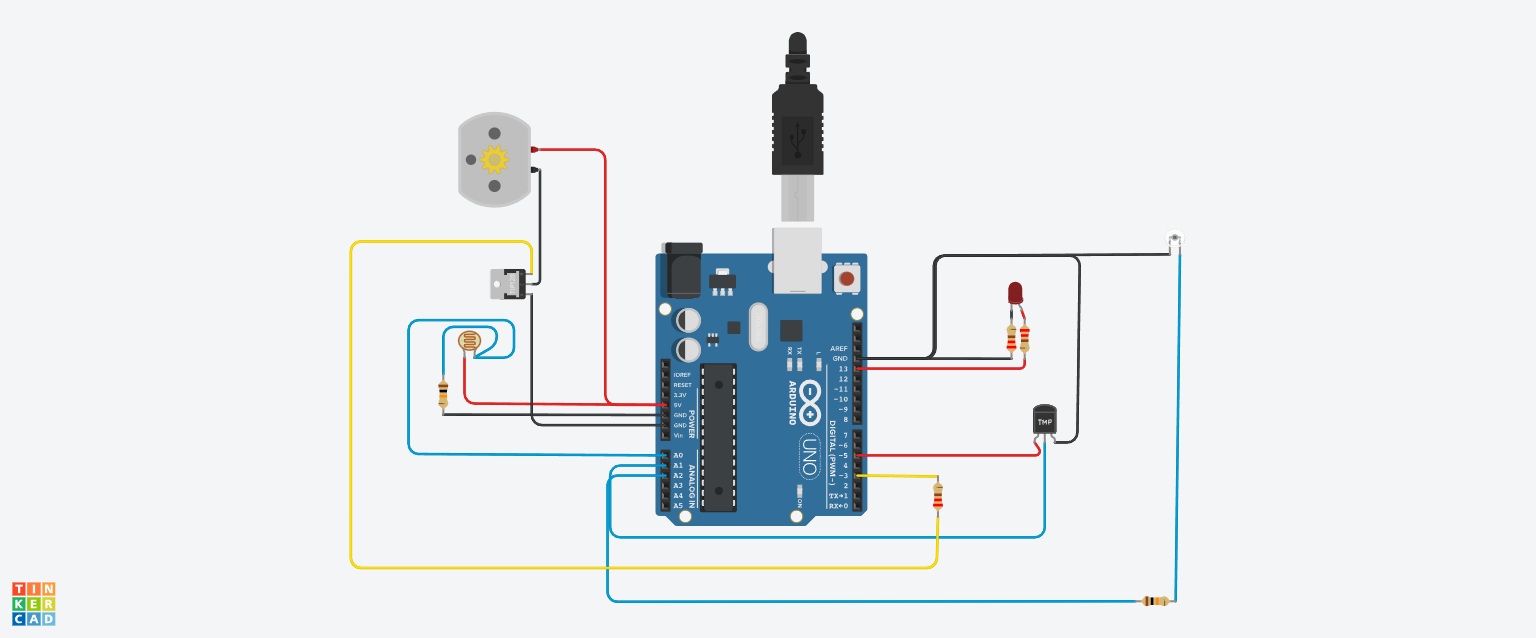 AREF
GND
13
12
~11
~10
~9
8
7
~6
~5
4
~3
2
TX→1
RX←0
DIGITAL (PWM~)
IOREF
RESET
3.3V
5V
GND
GND
Vin
POWER
A0
A1
A2
A3
A4
A5
ANALOG IN
RX
TX
L
ARDUINO
UNO
ON
TMP
TIN
KER
CAD